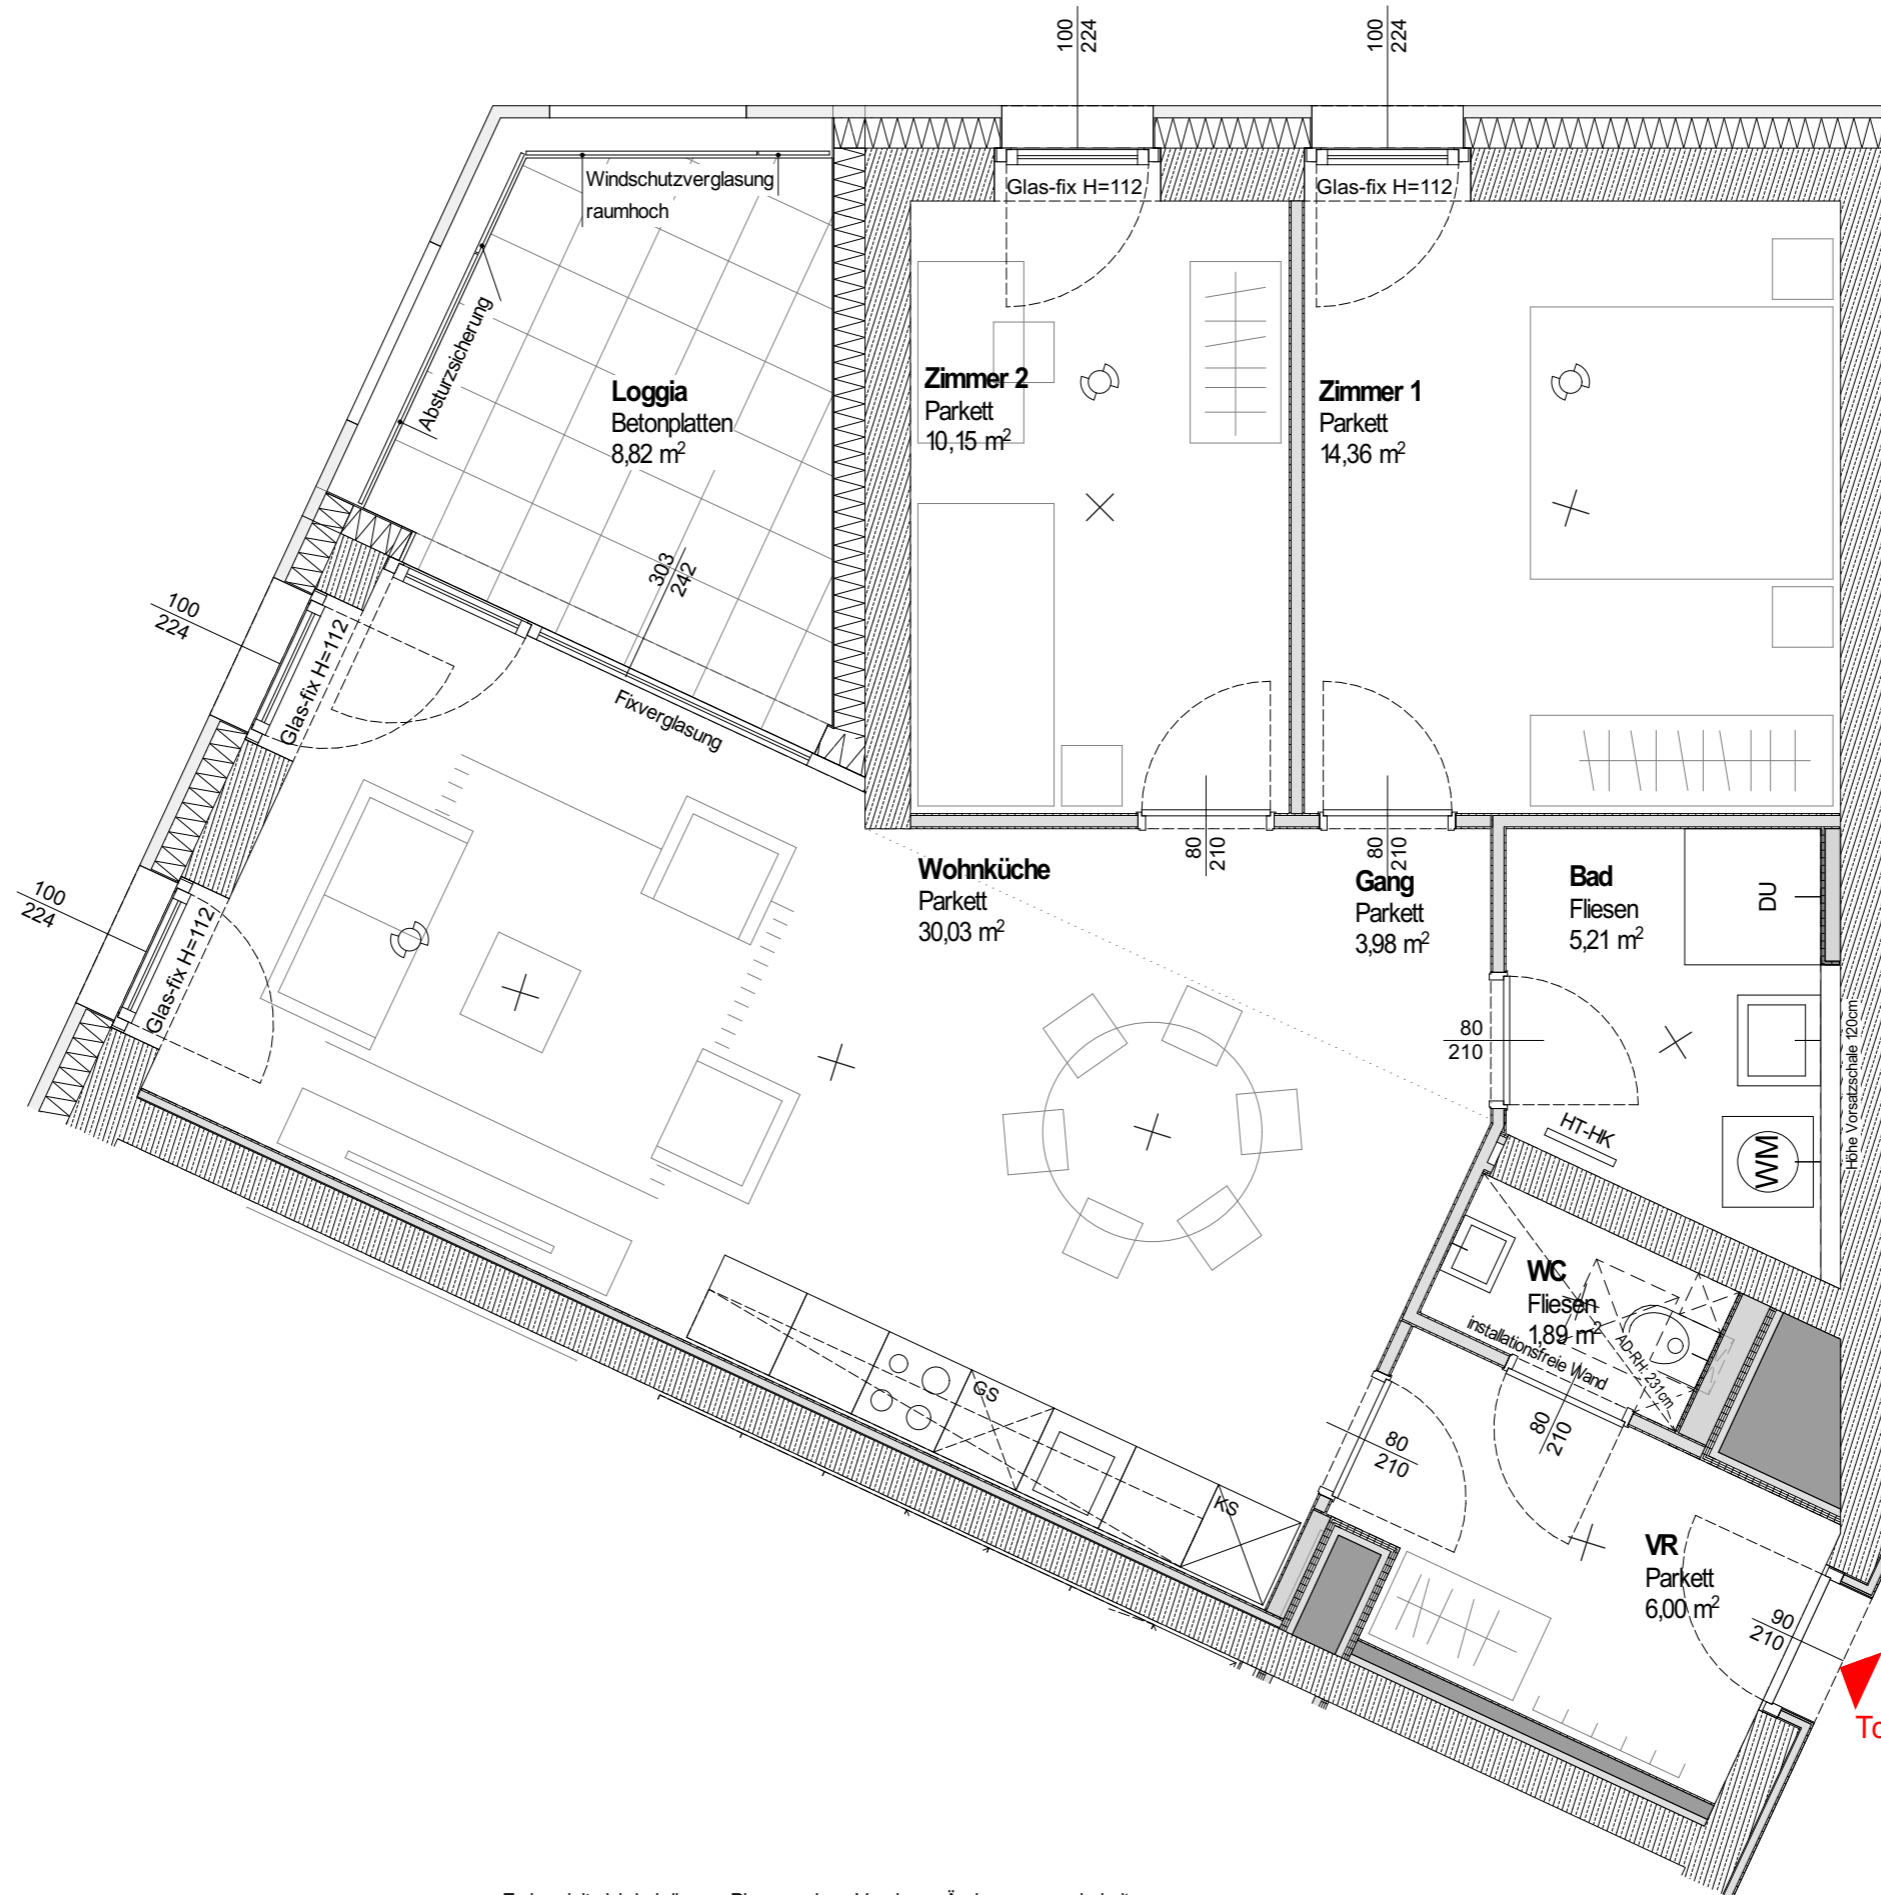 100
224
100
224
Windschutzverglasung
raumhoch
Glas-fix H=112
Glas-fix H=112
Absturzsicherung
Loggia
Betonplatten
8,82 m²
Zimmer 2
Parkett
10,15 m²
Zimmer 1
Parkett
14,36 m²
303
242
100
224
Glas-fix H=112
Fixverglasung
80
210
80
210
Wohnküche
Parkett
30,03 m²
Gang
Parkett
3,98 m²
Bad
Fliesen
5,21 m²
DU
100
224
Glas-fix H=112
80
210
Höhe Vorsatzschale 120cm
HT-HK
WM
WC
Fliesen
1,89 m²
installationsfreie Wand
AD-RH: 231cm
GS
KS
80
210
80
210
VR
Parkett
6,00 m²
90
210